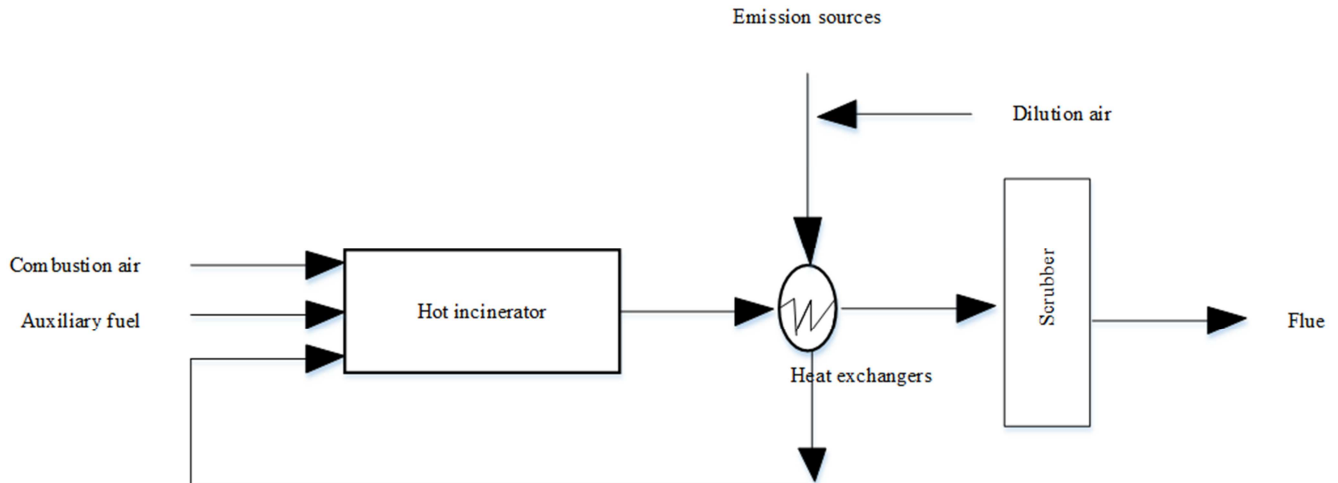 Emission sources
Dilution air
Combustion air
Auxiliary fuel
Hot incinerator
Scrubber
Flue
Heat exchangers